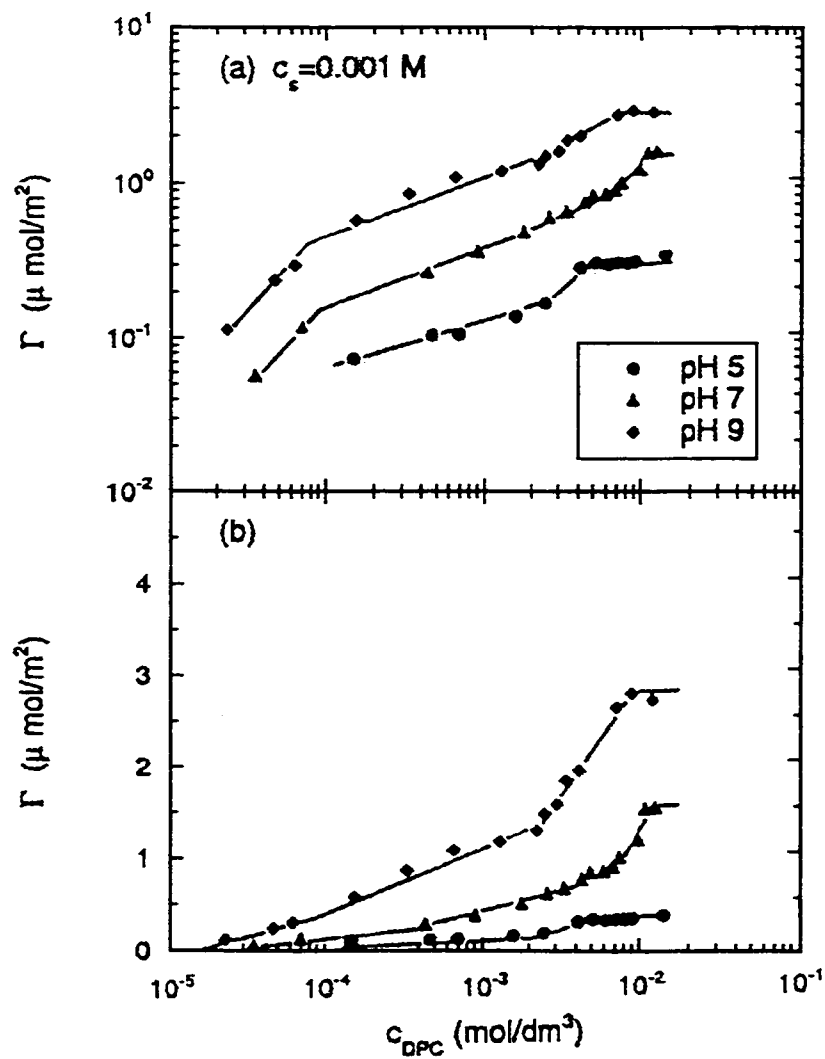 10¹
(a) c_s=0.001 M
10⁰
Γ (μ mol/m²)
10⁻¹
pH 5
pH 7
pH 9
10⁻²
(b)
4
3
Γ (μ mol/m²)
2
1
0
10⁻⁵ 10⁻⁴ 10⁻³ 10⁻² 10⁻¹
c_DPC (mol/dm³)